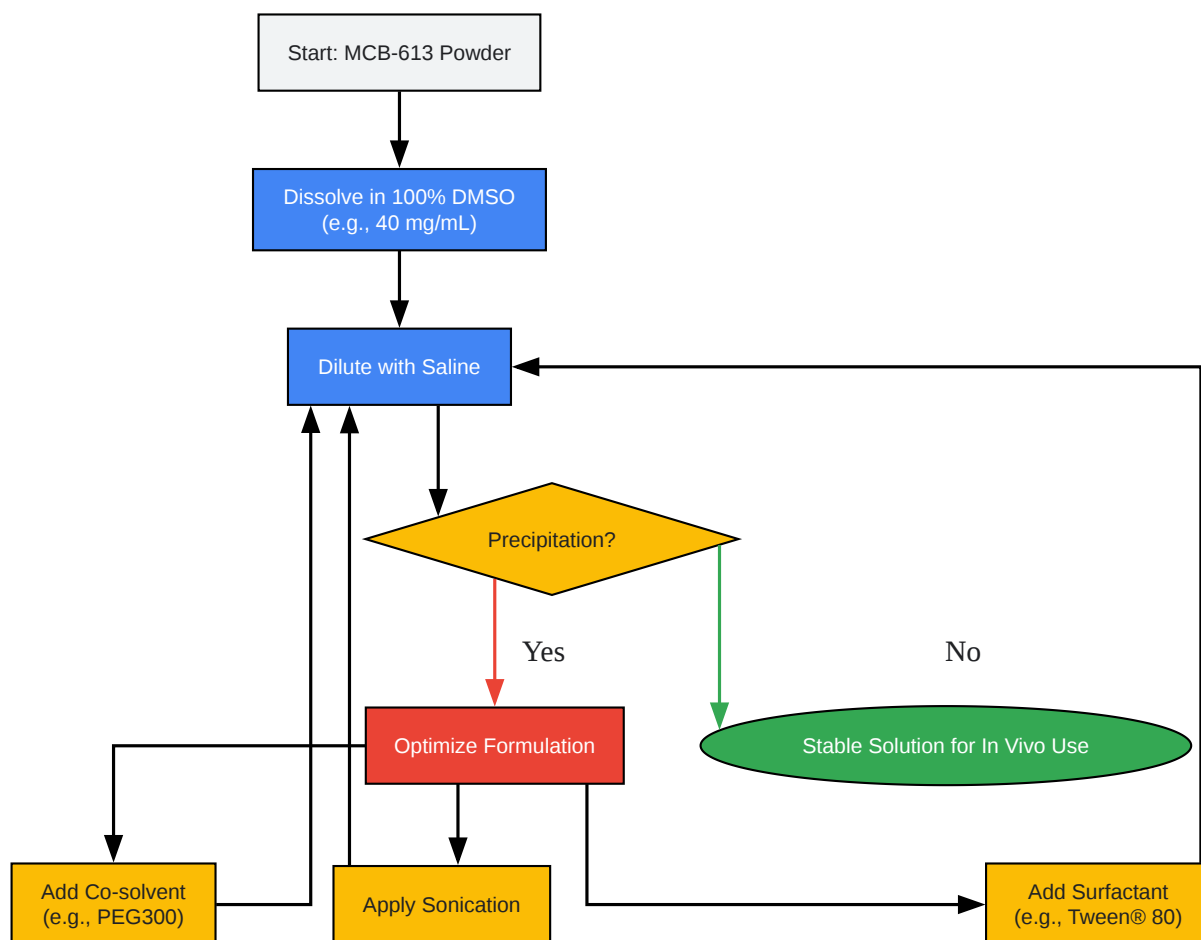 Start: MCB-613 Powder
Dissolve in 100% DMSO
(e.g., 40 mg/mL)
Dilute with Saline
Precipitation?
Yes
No
Optimize Formulation
Stable Solution for In Vivo Use
Add Co-solvent
(e.g., PEG300)
Apply Sonication
Add Surfactant
(e.g., Tween® 80)